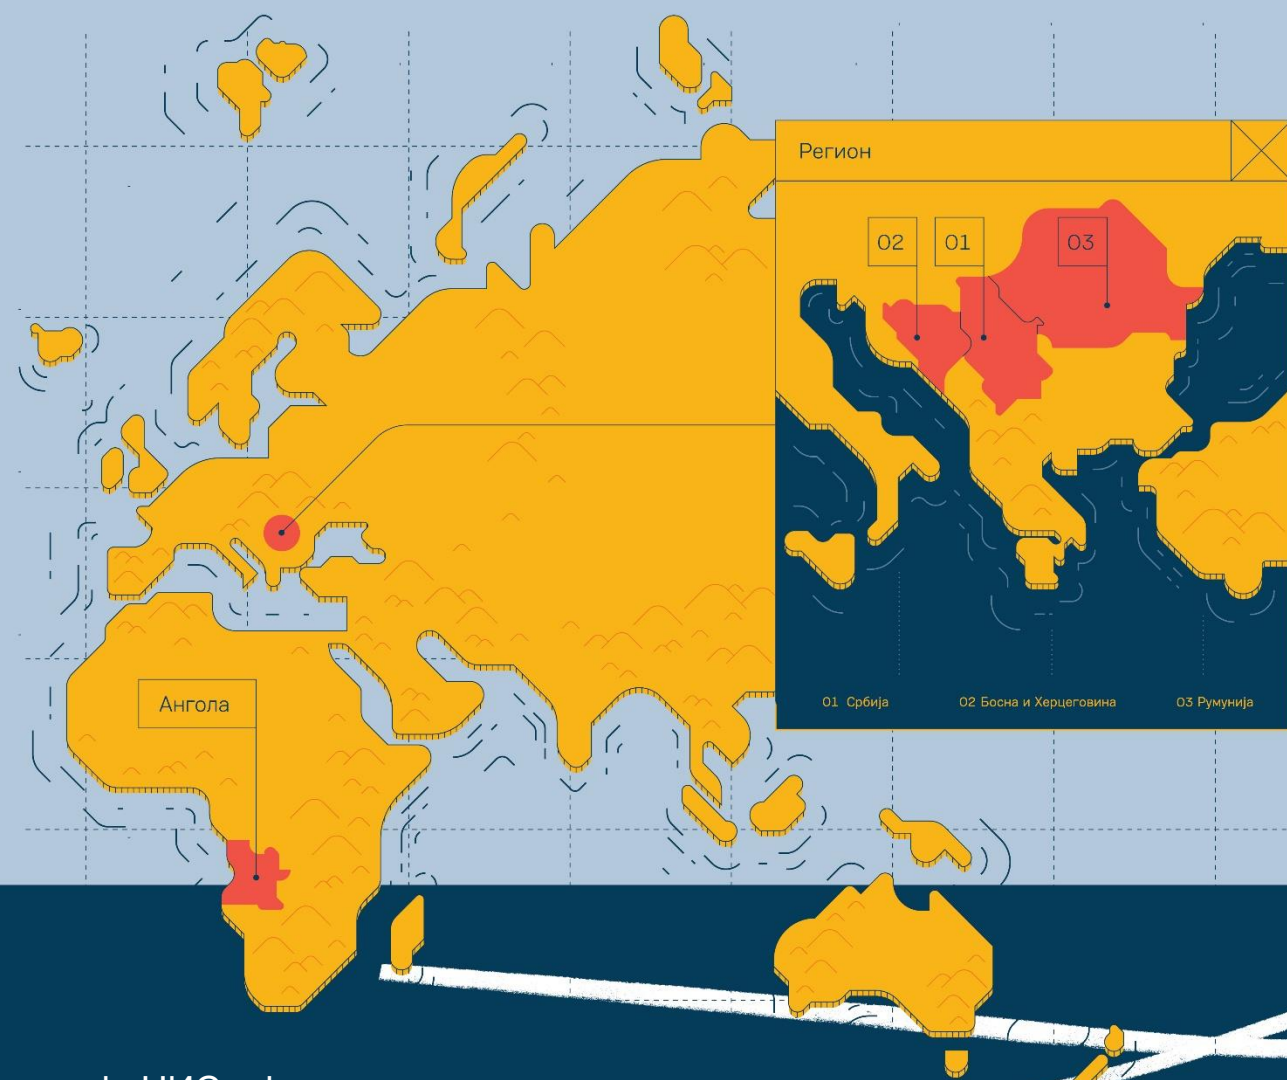 Регион
02
01
03
Ангола
01 Србија
02 Босна и Херцеговина
03 Румунија